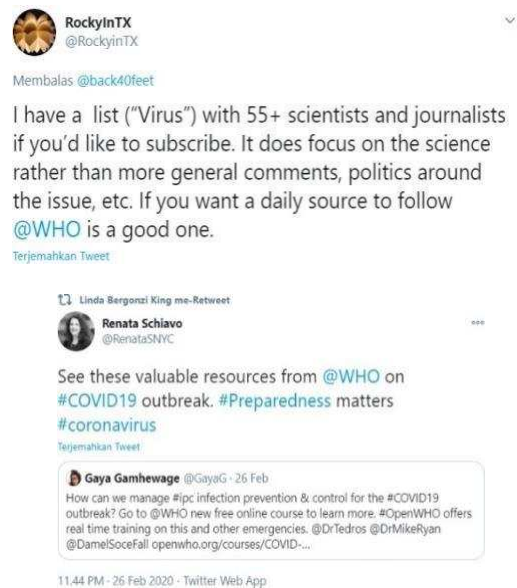 RockyInTX
@RockyinTX
Membalas @back40feet
I have a list ("Virus") with 55+ scientists and journalists
if you'd like to subscribe. It does focus on the science
rather than more general comments, politics around
the issue, etc. If you want a daily source to follow
@WHO is a good one.
Terjemahkan Tweet
Linda Bergonzi King me-Retweet
Renata Schiavo
@RenataSNYC
See these valuable resources from @WHO on
#COVID19 outbreak. #Preparedness matters
#coronavirus
Terjemahkan Tweet
Gaya Gamhewage @GayaG · 26 Feb
How can we manage #ipc infection prevention & control for the #COVID19
outbreak? Go to @WHO new free online course to learn more. #OpenWHO offers
real time training on this and other emergencies. @DrTedros @DrMikeRyan
@DamelSoceFall openwho.org/courses/COVID-...
11.44 PM · 26 Feb 2020 · Twitter Web App